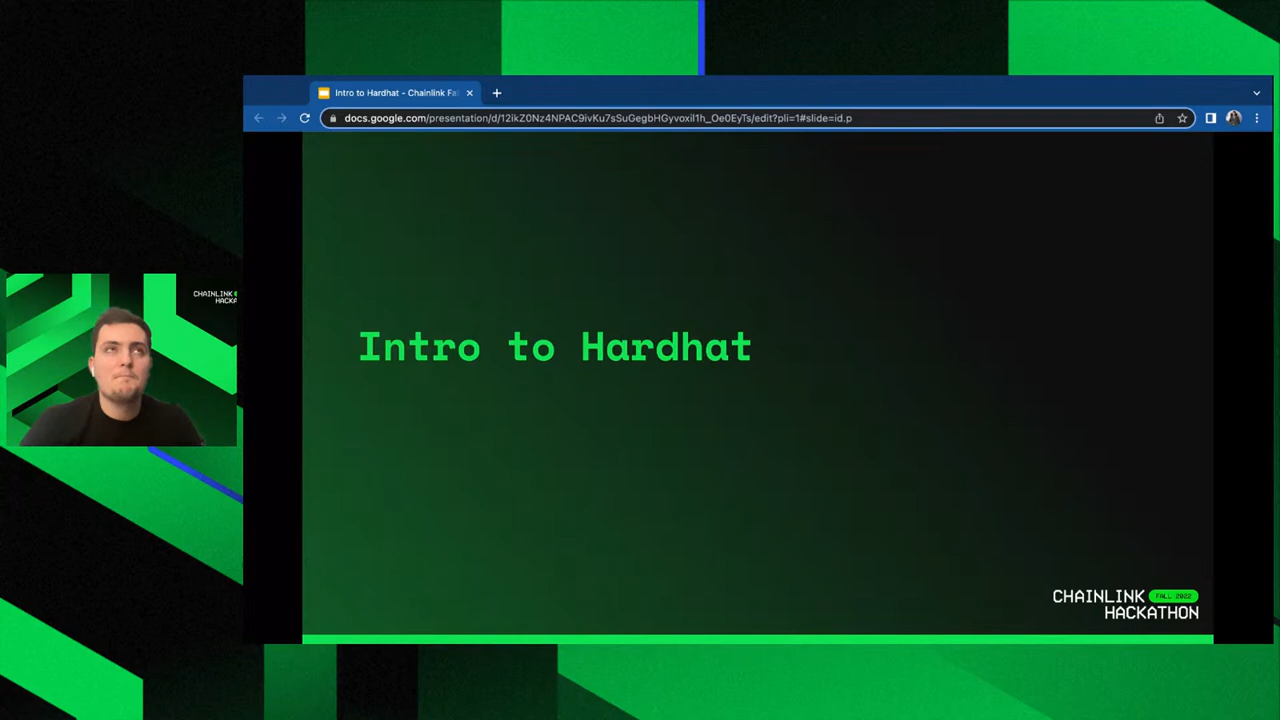 Intro to Hardhat - Chainlink Fa
docs.google.com/presentation/d/12ikZ0Nz4NPAC9ivKu7sSuGegbHGyvoxil1h_Oe0EyTs/edit?pli=1#slide=id.p
CHAINLINK
HACKA
Intro to Hardhat
CHAINLINK FALL 2022
HACKATHON